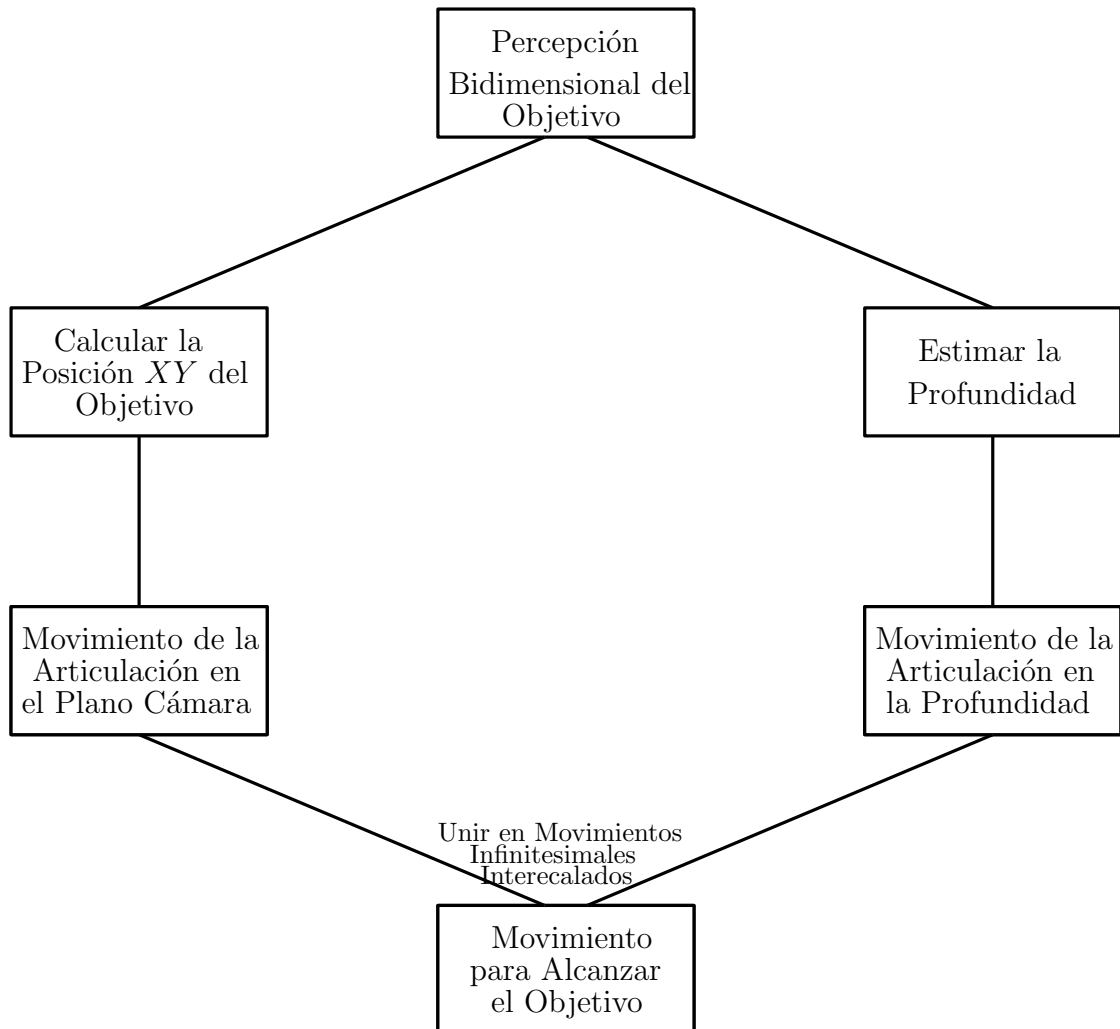 Percepción
Bidimensional del
Objetivo
Calcular la
Posición XY del
Objetivo
Estimar la
Profundidad
Movimiento de la
Articulación en
el Plano Cámara
Movimiento de la
Articulación en
la Profundidad
Unir en Movimientos
Infinitesimales
Interecalados
Movimiento
para Alcanzar
el Objetivo